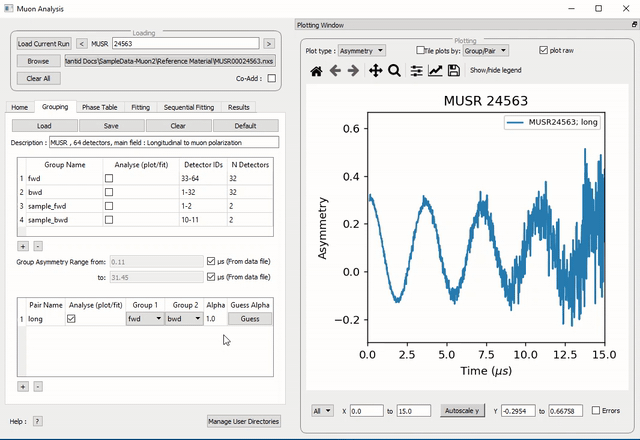 Muon Analysis
Loading
Load Current Run < MUSR 24563 >
Browse lantid Docs\SampleData-Muon2\Reference Material\MUSR00024563.nxs
Clear All Co-Add :
Home Grouping Phase Table Fitting Sequential Fitting Results
Load Save Clear Default
Description : MUSR , 64 detectors, main field : Longitudinal to muon polarization
Group Name Analyse (plot/fit) Detector IDs N Detectors
1 fwd 33-64 32
2 bwd 1-32 32
3 sample_fwd 1-2 2
4 sample_bwd 10-11 2
+ -
Group Asymmetry Range from: 0.11 µs (From data file)
to: 31.45 µs (From data file)
Pair Name Analyse (plot/fit) Group 1 Group 2 Alpha Guess Alpha
1 long fwd bwd 1.0 Guess
+ -
Help : ? Manage User Directories
Plotting Window
Plotting
Plot type : Asymmetry Tile plots by: Group/Pair plot raw
Show/hide legend
MUSR 24563
MUSR24563; long
Asymmetry
0.6
0.4
0.2
0.0
−0.2
0.0 2.5 5.0 7.5 10.0 12.5 15.0
Time (µs)
All X 0.0 to 15.0 Autoscale y Y -0.2954 to 0.66758 Errors